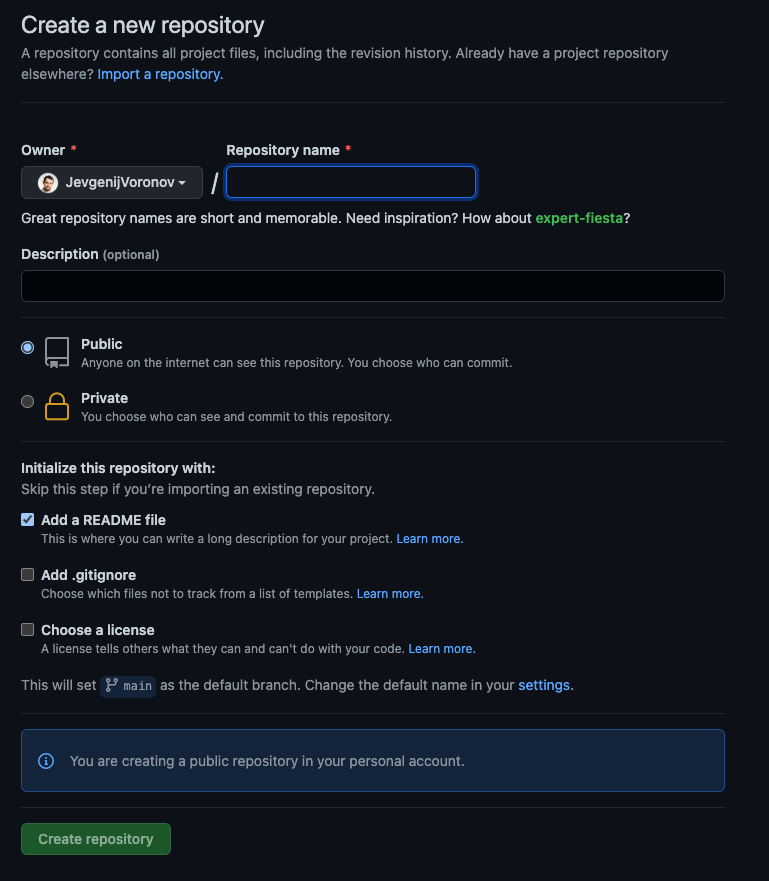 Create a new repository
A repository contains all project files, including the revision history. Already have a project repository
elsewhere? Import a repository.
Owner * Repository name *
JevgenijVoronov /
Great repository names are short and memorable. Need inspiration? How about expert-fiesta?
Description (optional)
Public
Anyone on the internet can see this repository. You choose who can commit.
Private
You choose who can see and commit to this repository.
Initialize this repository with:
Skip this step if you’re importing an existing repository.
Add a README file
This is where you can write a long description for your project. Learn more.
Add .gitignore
Choose which files not to track from a list of templates. Learn more.
Choose a license
A license tells others what they can and can't do with your code. Learn more.
This will set main as the default branch. Change the default name in your settings.
You are creating a public repository in your personal account.
Create repository